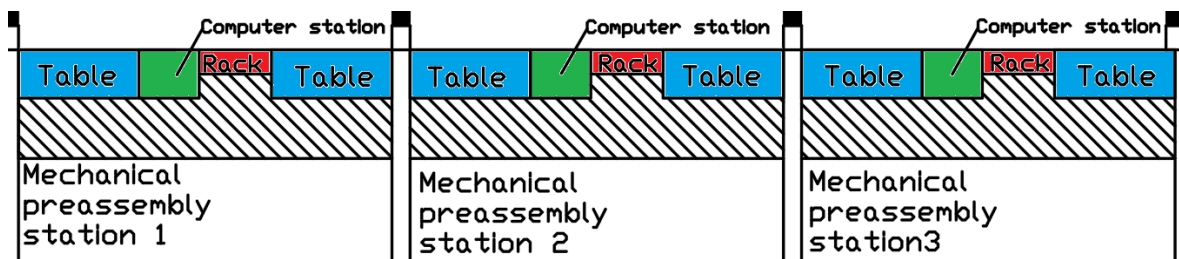 Computer station
Table
Rack
Table
Mechanical
preassembly
station 1
Computer station
Table
Rack
Table
Mechanical
preassembly
station 2
Computer station
Table
Rack
Table
Mechanical
preassembly
station3